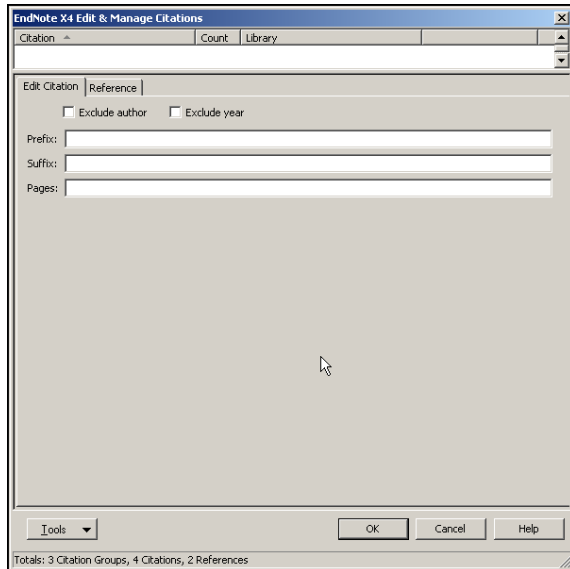 EndNote X4 Edit & Manage Citations
Citation Count Library
Edit Citation Reference
Exclude author Exclude year
Prefix:
Suffix:
Pages:
Tools OK Cancel Help
Totals: 3 Citation Groups, 4 Citations, 2 References